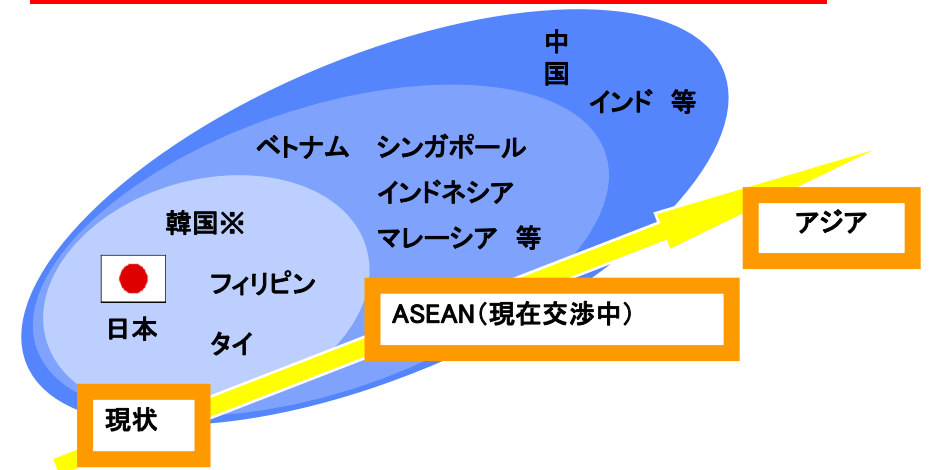 中国
インド 等
ベトナム シンガポール
インドネシア
マレーシア 等
韓国※
フィリピン
日本
タイ
アジア
ASEAN(現在交渉中)
現状